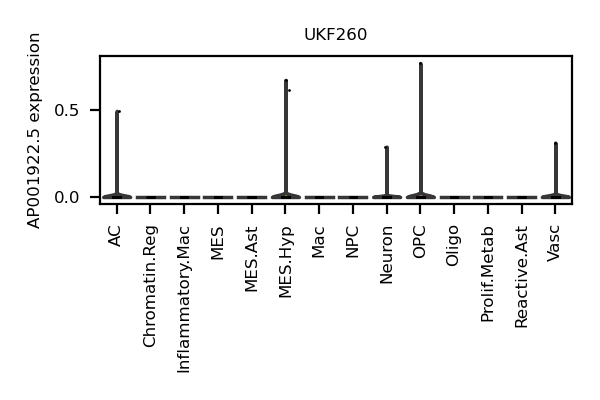 UKF260
AP001922.5 expression
0.5
0.0
AC
Chromatin.Reg
Inflammatory.Mac
MES
MES.Ast
MES.Hyp
Mac
NPC
Neuron
OPC
Oligo
Prolif.Metab
Reactive.Ast
Vasc